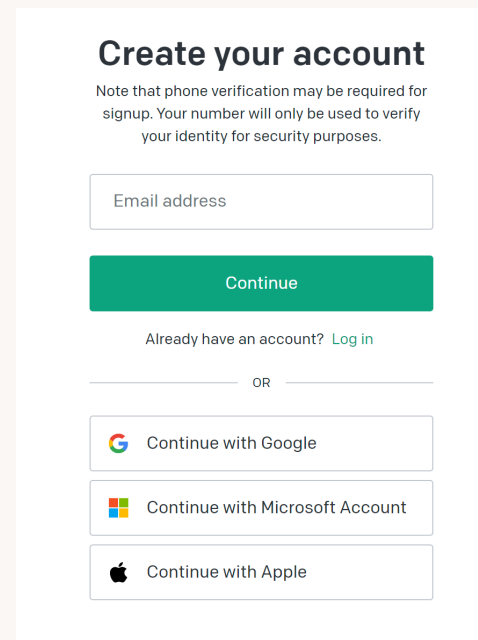 Create your account
Note that phone verification may be required for
signup. Your number will only be used to verify
your identity for security purposes.
Email address
Continue
Already have an account? Log in
OR
Continue with Google
Continue with Microsoft Account
Continue with Apple